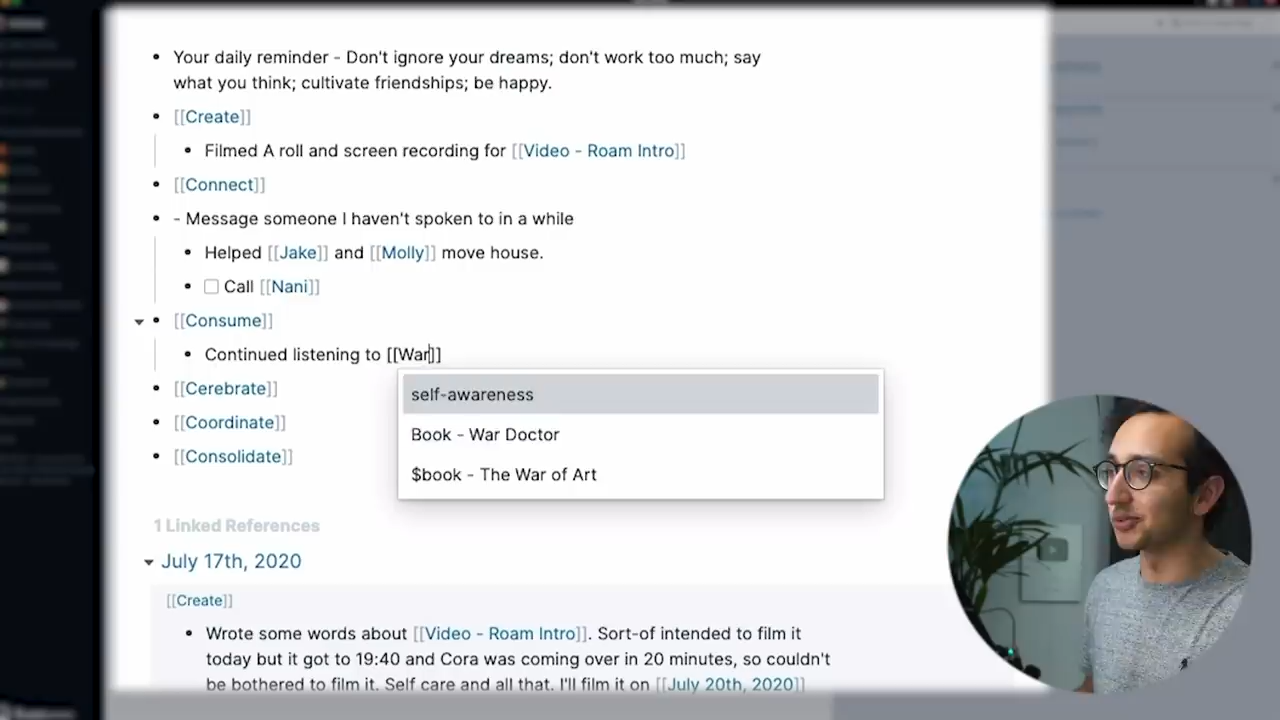 Your daily reminder - Don't ignore your dreams; don't work too much; say
what you think; cultivate friendships; be happy.
[[Create]]
Filmed A roll and screen recording for [[Video - Roam Intro]]
[[Connect]]
- Message someone I haven't spoken to in a while
Helped [[Jake]] and [[Molly]] move house.
Call [[Nani]]
[[Consume]]
Continued listening to [[War]]
self-awareness
Book - War Doctor
$book - The War of Art
[[Cerebrate]]
[[Coordinate]]
[[Consolidate]]
1 Linked References
July 17th, 2020
[[Create]]
Wrote some words about [[Video - Roam Intro]]. Sort-of intended to film it
today but it got to 19:40 and Cora was coming over in 20 minutes, so couldn't
be bothered to film it. Self care and all that. I'll film it on [[July 20th, 2020]]